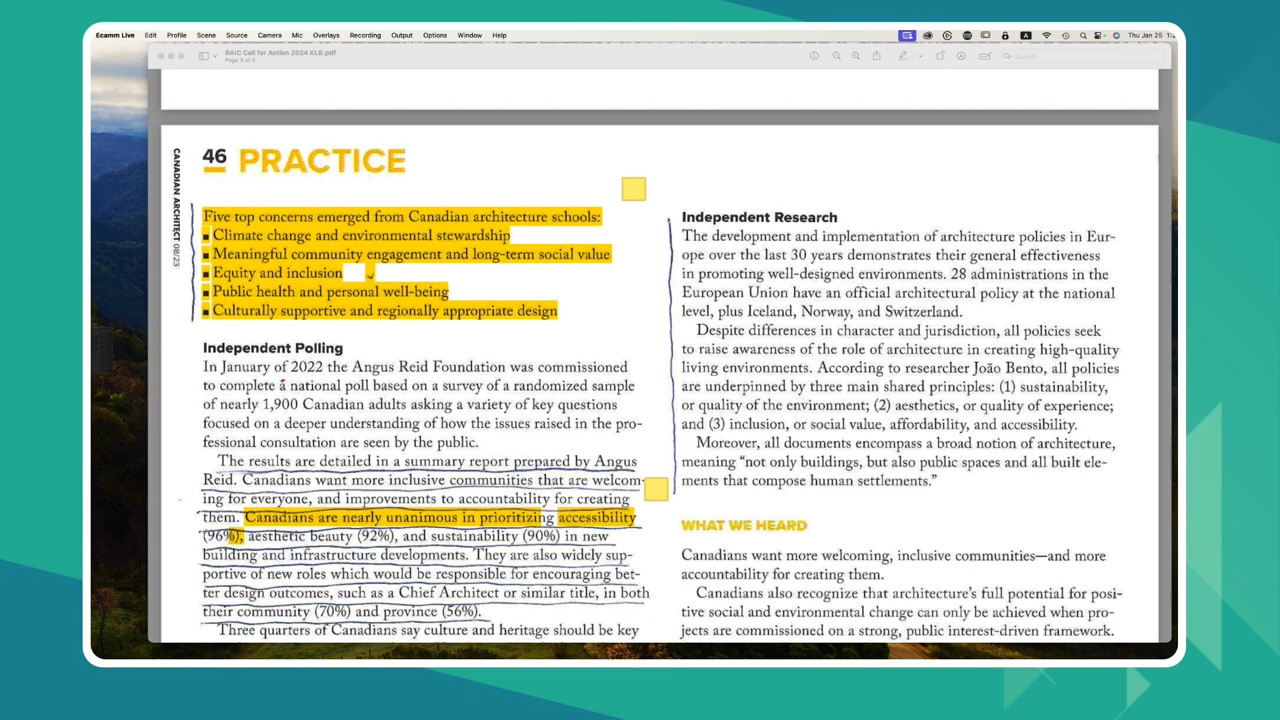 Ecamm Live Edit Profile Scene Source Camera Mic Overlays Recording Output Options Window Help
Thu Jan 25
RAIC Call for Action 2024 KLB.pdf
Page 3 of 5
Search
CANADIAN ARCHITECT 08/23
46 PRACTICE
Five top concerns emerged from Canadian architecture schools:
■ Climate change and environmental stewardship
■ Meaningful community engagement and long-term social value
■ Equity and inclusion
■ Public health and personal well-being
■ Culturally supportive and regionally appropriate design
Independent Polling
In January of 2022 the Angus Reid Foundation was commissioned
to complete a national poll based on a survey of a randomized sample
of nearly 1,900 Canadian adults asking a variety of key questions
focused on a deeper understanding of how the issues raised in the pro-
fessional consultation are seen by the public.
The results are detailed in a summary report prepared by Angus
Reid. Canadians want more inclusive communities that are welcom-
ing for everyone, and improvements to accountability for creating
them. Canadians are nearly unanimous in prioritizing accessibility
(96%), aesthetic beauty (92%), and sustainability (90%) in new
building and infrastructure developments. They are also widely sup-
portive of new roles which would be responsible for encouraging bet-
ter design outcomes, such as a Chief Architect or similar title, in both
their community (70%) and province (56%).
Three quarters of Canadians say culture and heritage should be key
Independent Research
The development and implementation of architecture policies in Eur-
ope over the last 30 years demonstrates their general effectiveness
in promoting well-designed environments. 28 administrations in the
European Union have an official architectural policy at the national
level, plus Iceland, Norway, and Switzerland.
Despite differences in character and jurisdiction, all policies seek
to raise awareness of the role of architecture in creating high-quality
living environments. According to researcher João Bento, all policies
are underpinned by three main shared principles: (1) sustainability,
or quality of the environment; (2) aesthetics, or quality of experience;
and (3) inclusion, or social value, affordability, and accessibility.
Moreover, all documents encompass a broad notion of architecture,
meaning “not only buildings, but also public spaces and all built ele-
ments that compose human settlements.”
WHAT WE HEARD
Canadians want more welcoming, inclusive communities—and more
accountability for creating them.
Canadians also recognize that architecture’s full potential for posi-
tive social and environmental change can only be achieved when pro-
jects are commissioned on a strong, public interest-driven framework.